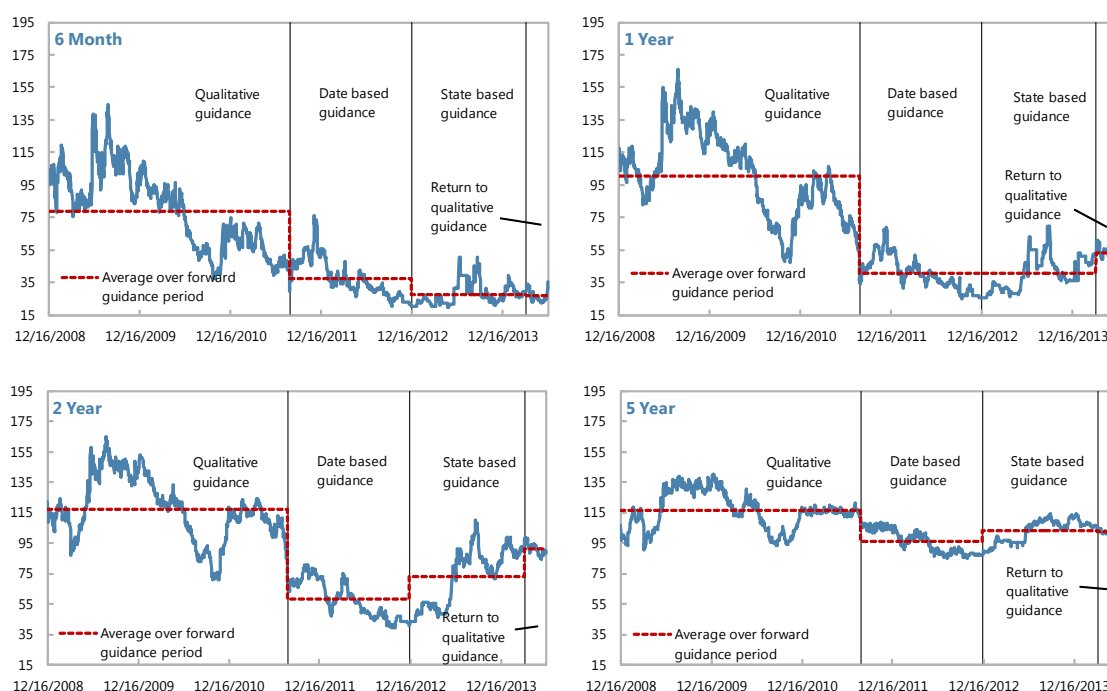 6 Month
195
175
155
135
115
95
75
55
35
15
Qualitative
guidance
Date based
guidance
State based
guidance
Return to
qualitative
guidance
Average over forward
guidance period
12/16/2008 12/16/2009 12/16/2010 12/16/2011 12/16/2012 12/16/2013
1 Year
195
175
155
135
115
95
75
55
35
15
Qualitative
guidance
Date based
guidance
State based
guidance
Return to
qualitative
guidance
Average over forward
guidance period
12/16/2008 12/16/2009 12/16/2010 12/16/2011 12/16/2012 12/16/2013
2 Year
195
175
155
135
115
95
75
55
35
15
Qualitative
guidance
Date based
guidance
State based
guidance
Return to
qualitative
guidance
Average over forward
guidance period
12/16/2008 12/16/2009 12/16/2010 12/16/2011 12/16/2012 12/16/2013
5 Year
195
175
155
135
115
95
75
55
35
15
Qualitative
guidance
Date based
guidance
State based
guidance
Return to
qualitative
guidance
Average over forward
guidance period
12/16/2008 12/16/2009 12/16/2010 12/16/2011 12/16/2012 12/16/2013